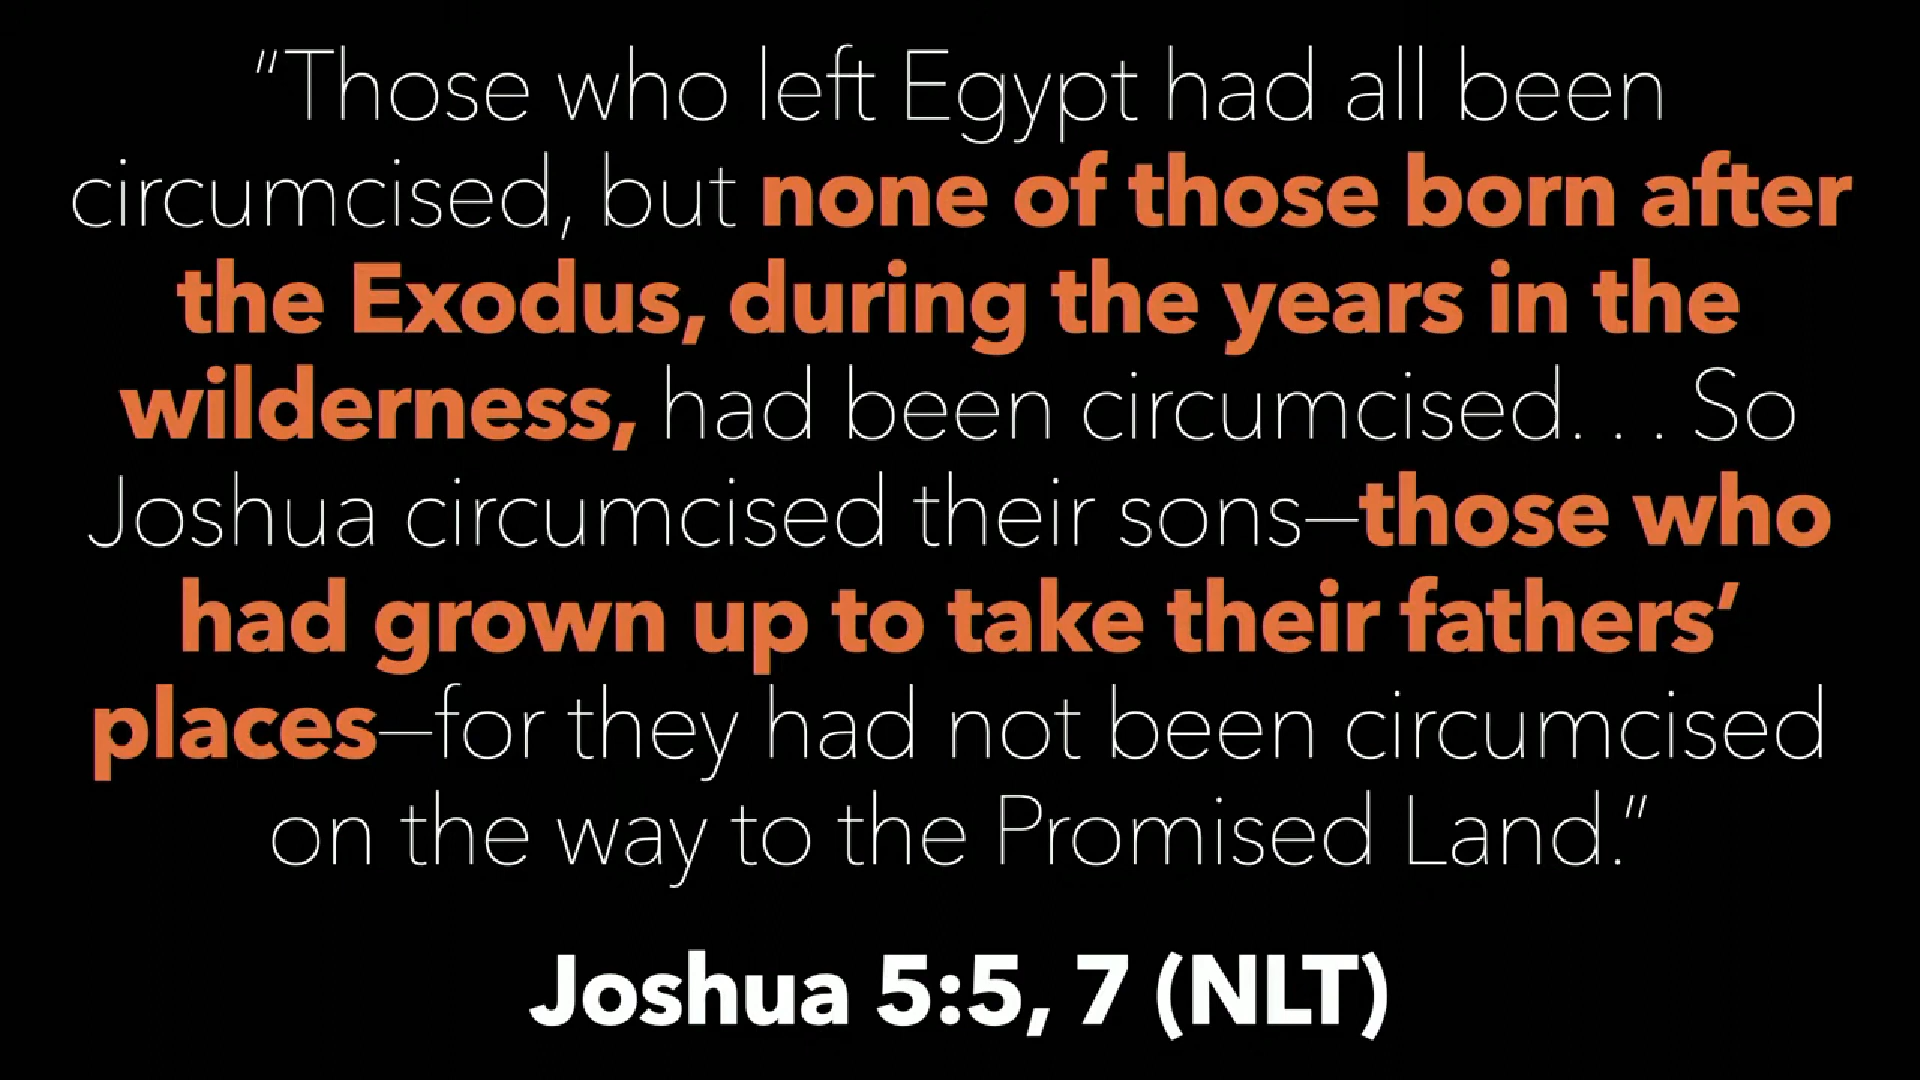 “Those who left Egypt had all been
circumcised, but none of those born after
the Exodus, during the years in the
wilderness, had been circumcised. . . So
Joshua circumcised their sons—those who
had grown up to take their fathers’
places—for they had not been circumcised
on the way to the Promised Land.”
Joshua 5:5, 7 (NLT)